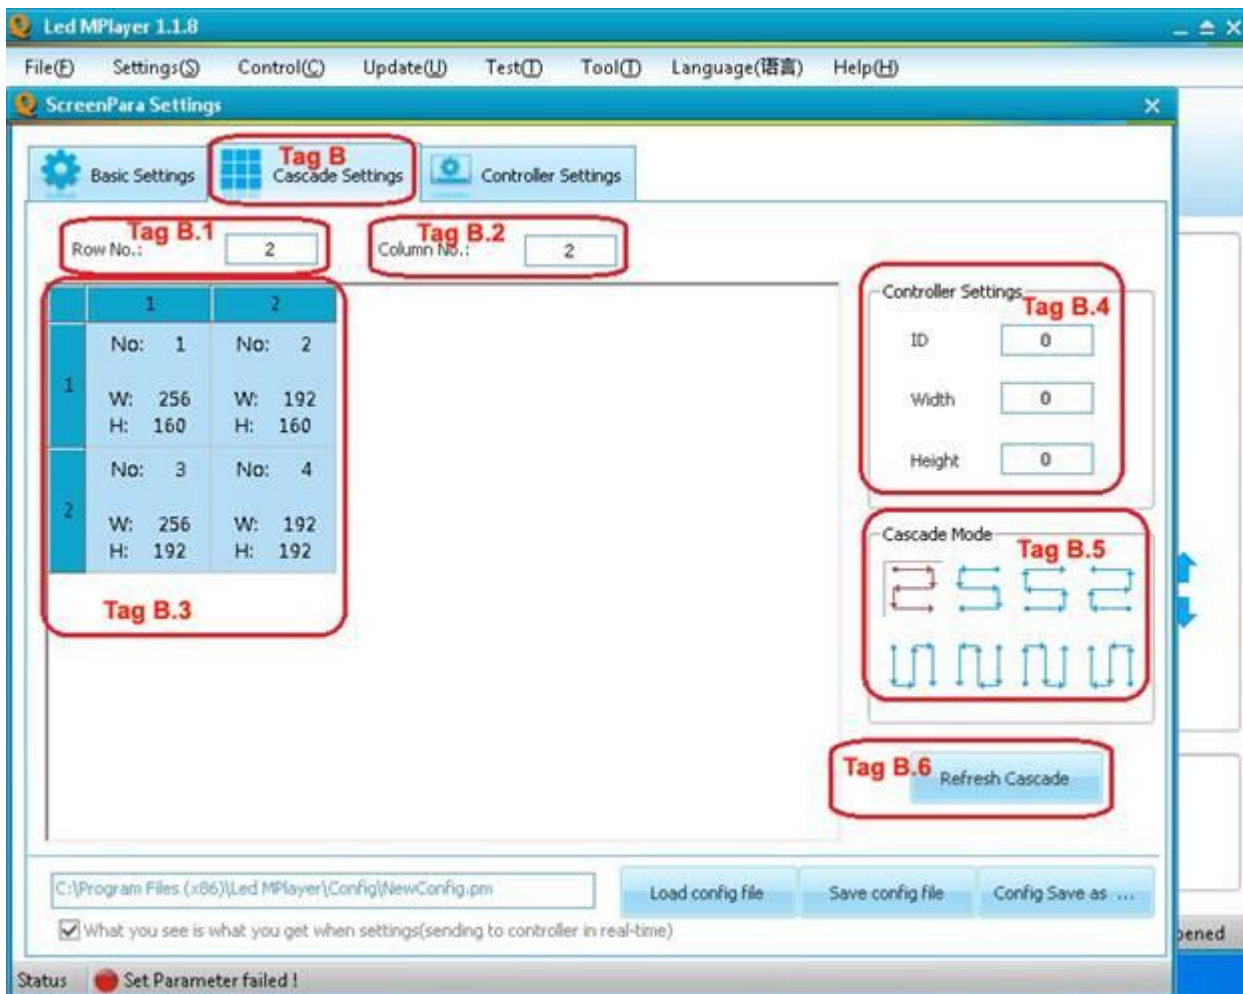 Led MPlayer 1.1.8
File(F) Settings(S) Control(C) Update(U) Test(T) Tool(T) Language(语言) Help(H)
ScreenPara Settings
Tag B
Basic Settings Cascade Settings Controller Settings
Tag B.1 Tag B.2
Row No.: 2 Column No.: 2
1 2
1
No: 1 No: 2
W: 256 W: 192
H: 160 H: 160
2
No: 3 No: 4
W: 256 W: 192
H: 192 H: 192
Tag B.3
Controller Settings
Tag B.4
ID 0
Width 0
Height 0
Cascade Mode
Tag B.5
Tag B.6
Refresh Cascade
C:\Program Files (x86)\Led MPlayer\Config\NewConfig.pm
Load config file Save config file Config Save as ...
What you see is what you get when settings(sending to controller in real-time)
pened
Status Set Parameter failed !